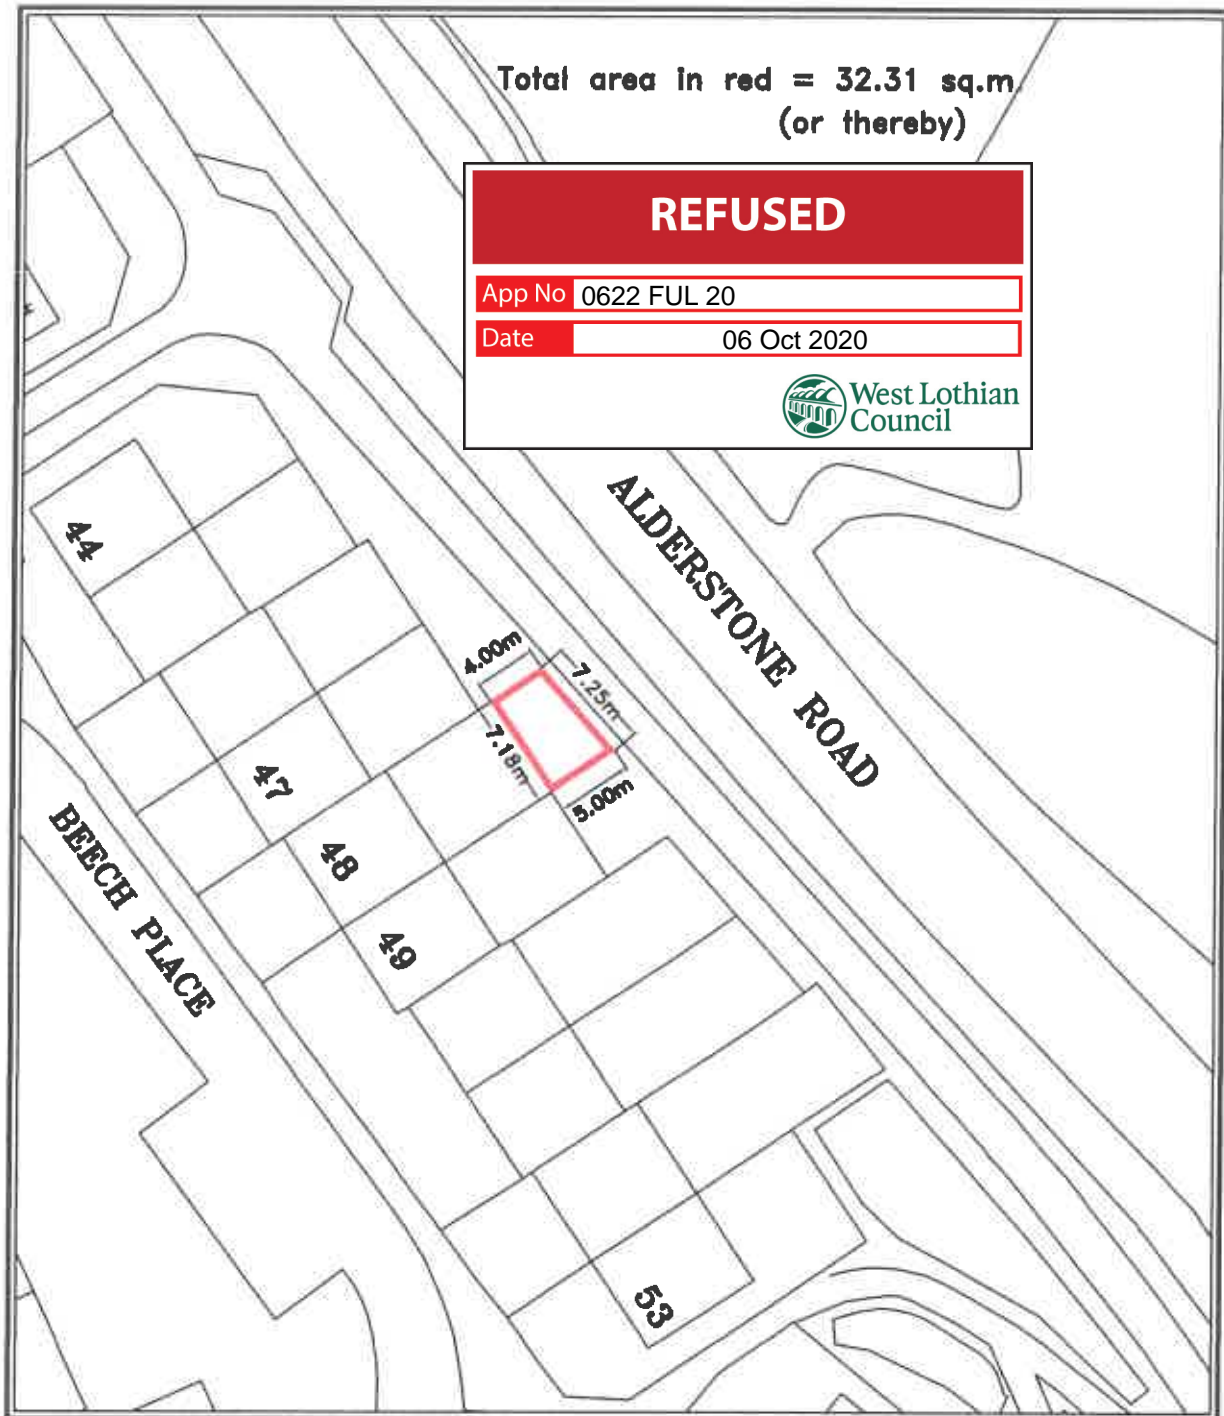 Total area in red = 32.31 sq.m.
(or thereby)
REFUSED
App No 0622 FUL 20
Date 06 Oct 2020
West Lothian
Council
ALDERSTONE ROAD
44
4.00m
7.25m
7.18m
5.00m
47
48
49
BEECH PLACE
53